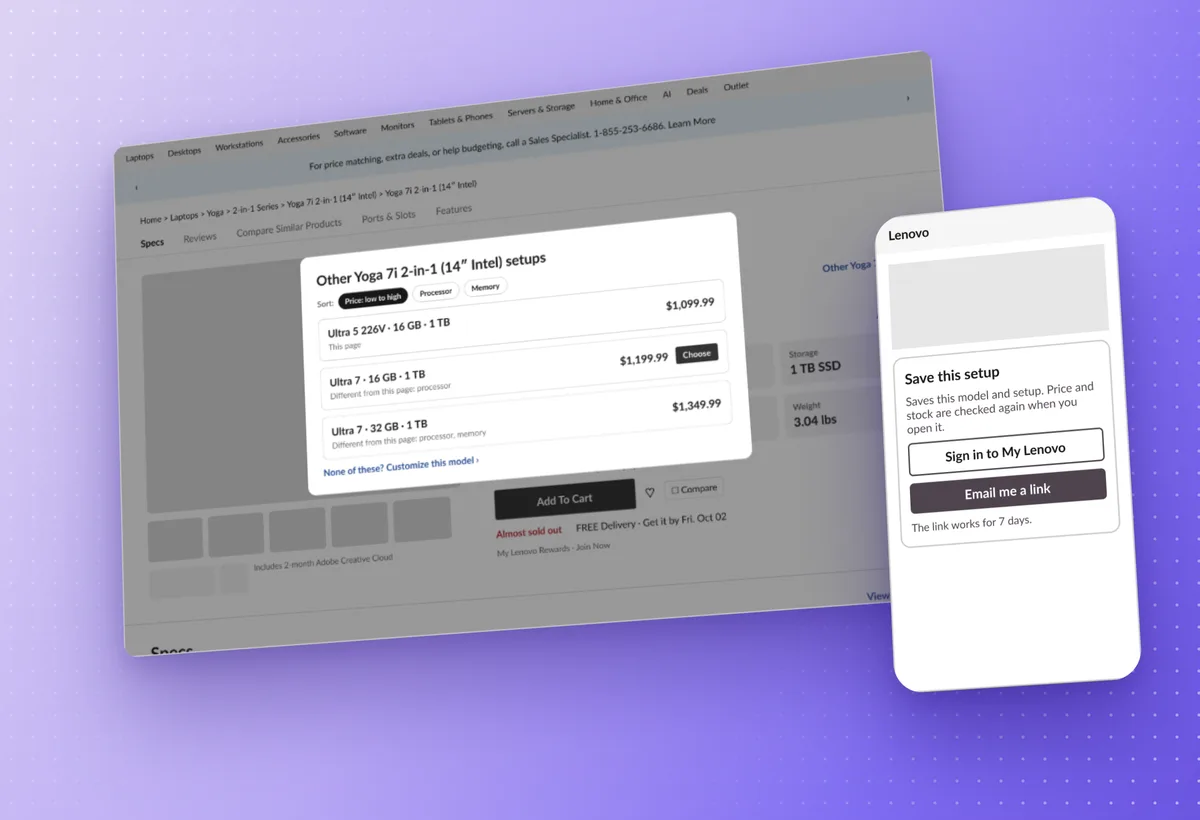 Laptops Desktops Workstations Accessories Software Monitors Tablets & Phones Servers & Storage Home & Office AI Deals Outlet
‹ For price matching, extra deals, or help budgeting, call a Sales Specialist. 1-855-253-6686. Learn More ›
Home > Laptops > Yoga > 2-in-1 Series > Yoga 7i 2-in-1 (14″ Intel) > Yoga 7i 2-in-1 (14″ Intel)
Specs Reviews Compare Similar Products Ports & Slots Features
Other Yoga
Other Yoga 7i 2-in-1 (14″ Intel) setups
Sort: Price: low to high Processor Memory
Ultra 5 226V · 16 GB · 1 TB $1,099.99
This page
Ultra 7 · 16 GB · 1 TB $1,199.99 Choose
Different from this page: processor
Ultra 7 · 32 GB · 1 TB $1,349.99
Different from this page: processor, memory
None of these? Customize this model ›
Storage
1 TB SSD
Weight
3.04 lbs
Add To Cart ♡ Compare
Almost sold out FREE Delivery · Get it by Fri. Oct 02
My Lenovo Rewards · Join Now
Includes 2-month Adobe Creative Cloud
View
Specs
Lenovo
Save this setup
Saves this model and setup. Price and
stock are checked again when you
open it.
Sign in to My Lenovo
Email me a link
The link works for 7 days.